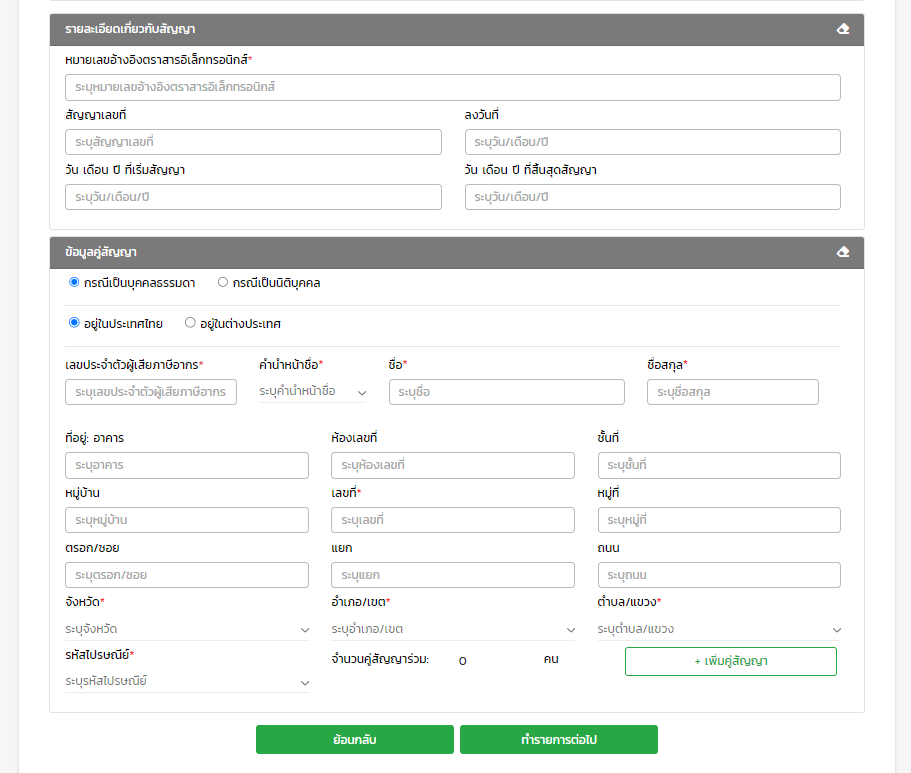 รายละเอียดเกี่ยวกับสัญญา
หมายเลขอ้างอิงตราสารอิเล็กทรอนิกส์*
ระบุหมายเลขอ้างอิงตราสารอิเล็กทรอนิกส์
สัญญาเลขที่ ลงวันที่
ระบุสัญญาเลขที่ ระบุวัน/เดือน/ปี
วัน เดือน ปี ที่เริ่มสัญญา วัน เดือน ปี ที่สิ้นสุดสัญญา
ระบุวัน/เดือน/ปี ระบุวัน/เดือน/ปี
ข้อมูลคู่สัญญา
กรณีเป็นบุคคลธรรมดา กรณีเป็นนิติบุคคล
อยู่ในประเทศไทย อยู่ในต่างประเทศ
เลขประจำตัวผู้เสียภาษีอากร* คำนำหน้าชื่อ* ชื่อ* ชื่อสกุล*
ระบุเลขประจำตัวผู้เสียภาษีอากร ระบุคำนำหน้าชื่อ ระบุชื่อ ระบุชื่อสกุล
ที่อยู่: อาคาร ห้องเลขที่ ชั้นที่
ระบุอาคาร ระบุห้องเลขที่ ระบุชั้นที่
หมู่บ้าน เลขที่* หมู่ที่
ระบุหมู่บ้าน ระบุเลขที่ ระบุหมู่ที่
ตรอก/ซอย แยก ถนน
ระบุตรอก/ซอย ระบุแยก ระบุถนน
จังหวัด* อำเภอ/เขต* ตำบล/แขวง*
ระบุจังหวัด ระบุอำเภอ/เขต ระบุตำบล/แขวง
รหัสไปรษณีย์* จำนวนคู่สัญญาร่วม: 0 คน + เพิ่มคู่สัญญา
ระบุรหัสไปรษณีย์
ย้อนกลับ ทำรายการต่อไป